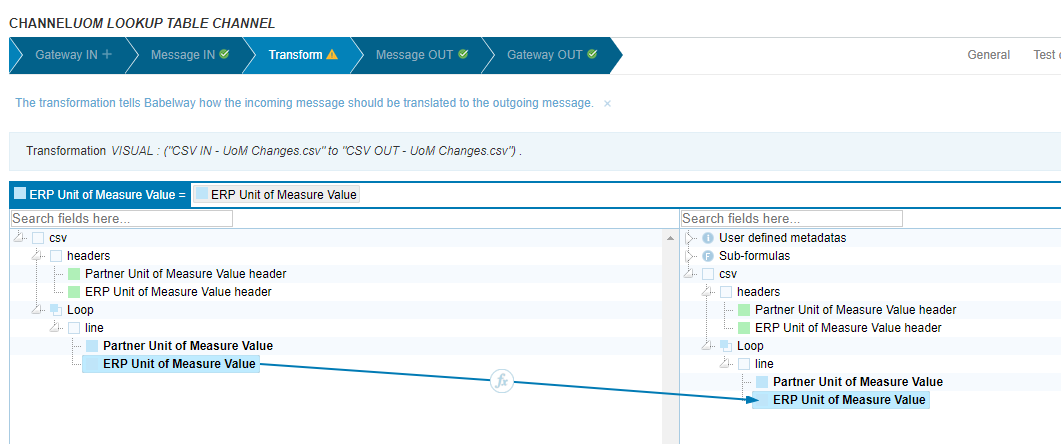 CHANNEL UOM LOOKUP TABLE CHANNEL
Gateway IN Message IN Transform Message OUT Gateway OUT General Test
The transformation tells Babelway how the incoming message should be translated to the outgoing message. ×
Transformation VISUAL : ("CSV IN - UoM Changes.csv" to "CSV OUT - UoM Changes.csv") .
ERP Unit of Measure Value = ERP Unit of Measure Value
Search fields here...
csv
headers
Partner Unit of Measure Value header
ERP Unit of Measure Value header
Loop
line
Partner Unit of Measure Value
ERP Unit of Measure Value
fx
Search fields here...
I User defined metadatas
F Sub-formulas
csv
headers
Partner Unit of Measure Value header
ERP Unit of Measure Value header
Loop
line
Partner Unit of Measure Value
ERP Unit of Measure Value